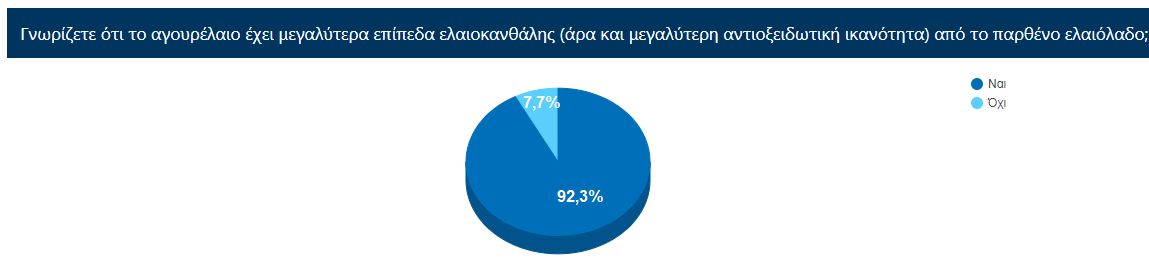 Γνωρίζετε ότι το αγουρέλαιο έχει μεγαλύτερα επίπεδα ελαιοκανθάλης (άρα και μεγαλύτερη αντιοξειδωτική ικανότητα) από το παρθένο ελαιόλαδο;
Ναι
Όχι
7,7%
92,3%